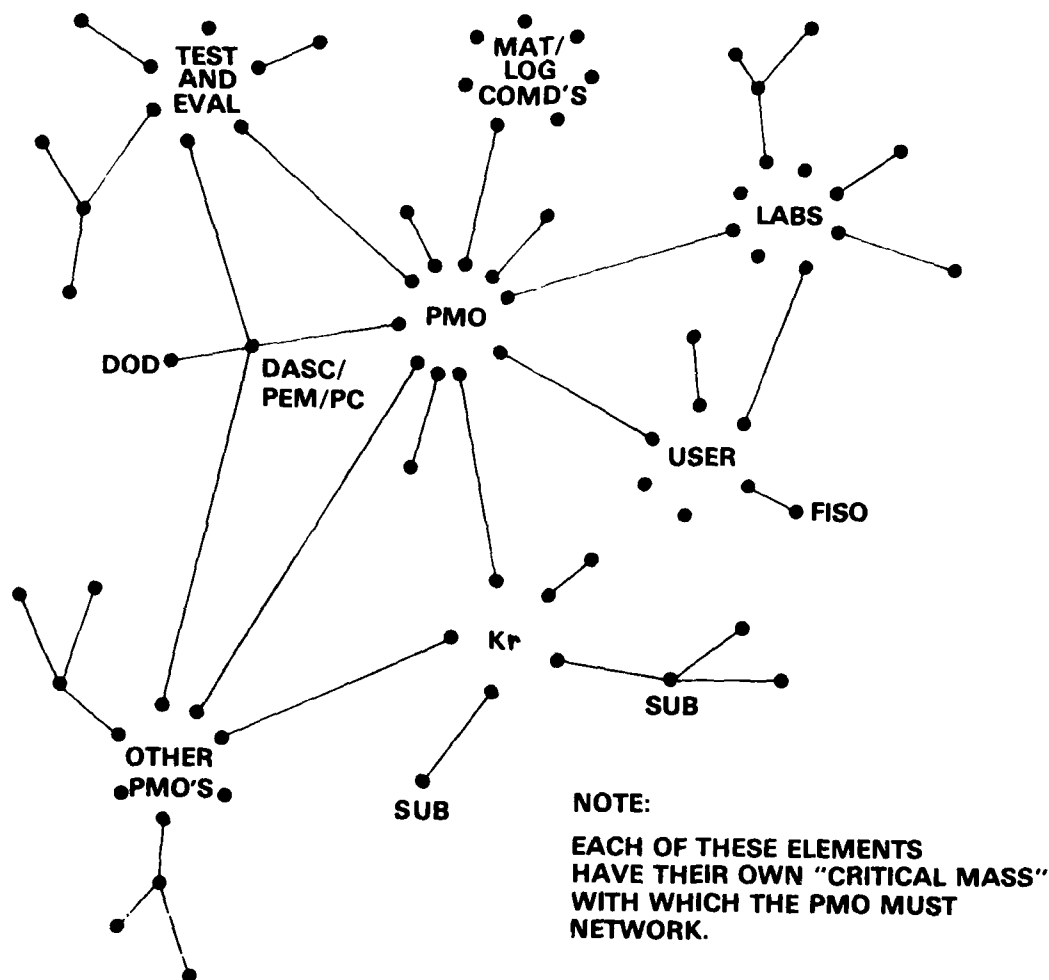 TEST
AND
EVAL
MAT/
LOG
COMD'S
LABS
PMO
DOD
DASC/
PEM/PC
USER
FISO
Kr
SUB
OTHER
PMO'S
SUB
NOTE:
EACH OF THESE ELEMENTS
HAVE THEIR OWN "CRITICAL MASS"
WITH WHICH THE PMO MUST
NETWORK.